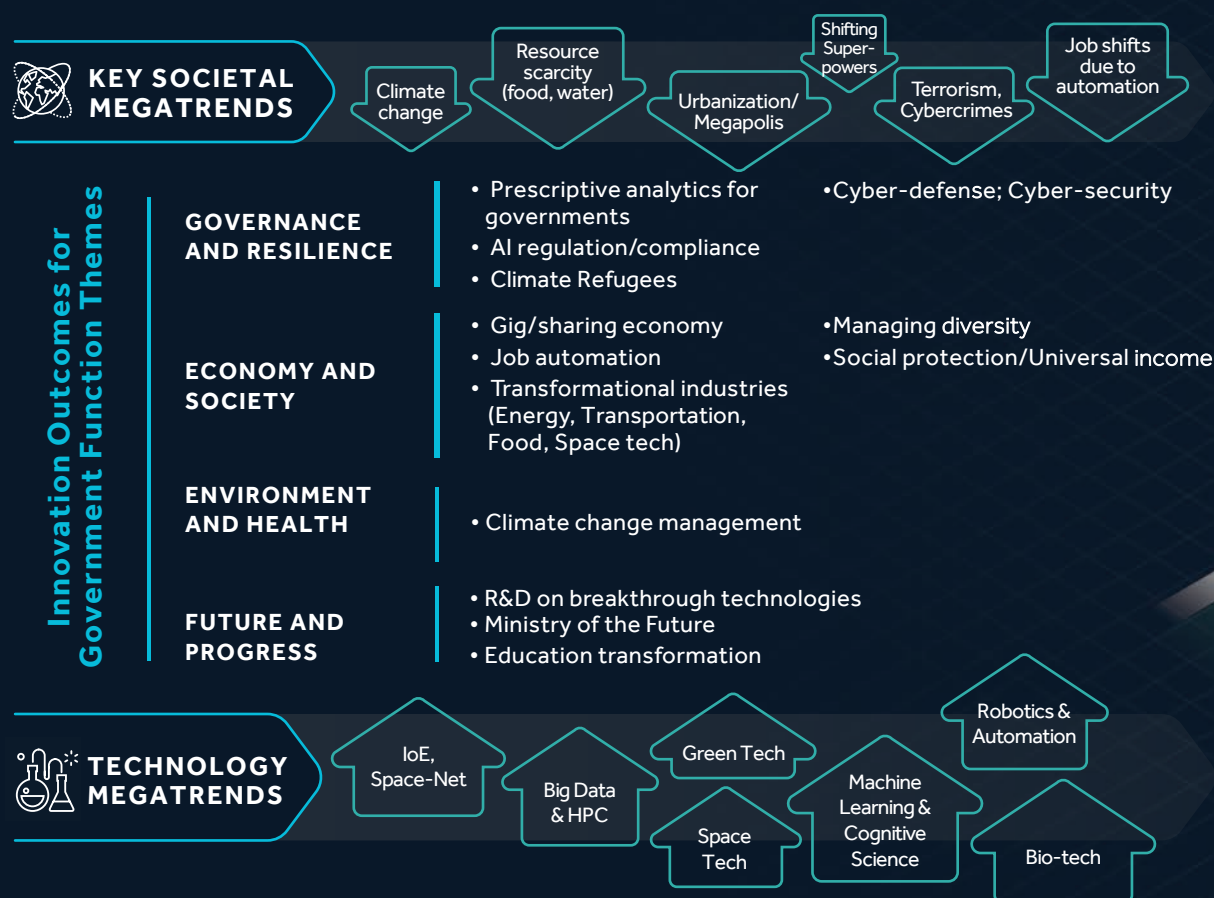 KEY SOCIETAL
MEGATRENDS
Climate
change
Resource
scarcity
(food, water)
Urbanization/
Megapolis
Shifting
Super-
powers
Terrorism,
Cybercrimes
Job shifts
due to
automation
Innovation Outcomes for
Government Function Themes
GOVERNANCE
AND RESILIENCE
• Prescriptive analytics for
governments
• AI regulation/compliance
• Climate Refugees
•Cyber-defense; Cyber-security
ECONOMY AND
SOCIETY
• Gig/sharing economy
• Job automation
• Transformational industries
(Energy, Transportation,
Food, Space tech)
•Managing diversity
•Social protection/Universal income
ENVIRONMENT
AND HEALTH
• Climate change management
FUTURE AND
PROGRESS
• R&D on breakthrough technologies
• Ministry of the Future
• Education transformation
TECHNOLOGY
MEGATRENDS
IoE,
Space-Net
Big Data
& HPC
Green Tech
Space
Tech
Machine
Learning &
Cognitive
Science
Robotics &
Automation
Bio-tech